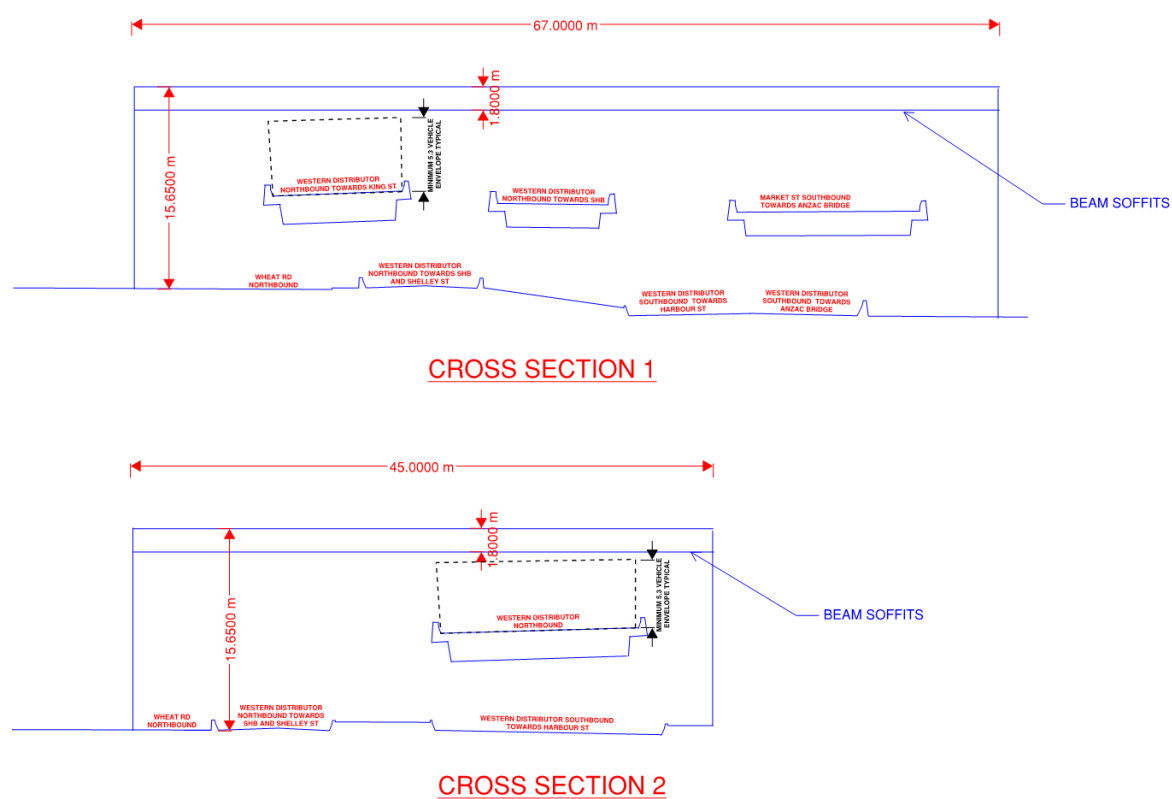 67.0000 m
1.8000 m
15.6500 m
MINIMUM 5.3 VEHICLE
ENVELOPE TYPICAL
WESTERN DISTRIBUTOR
NORTHBOUND TOWARDS KING ST
WESTERN DISTRIBUTOR
NORTHBOUND TOWARDS SHB
MARKET ST SOUTHBOUND
TOWARDS ANZAC BRIDGE
BEAM SOFFITS
WHEAT RD
NORTHBOUND
WESTERN DISTRIBUTOR
NORTHBOUND TOWARDS SHB
AND SHELLEY ST
WESTERN DISTRIBUTOR
SOUTHBOUND TOWARDS
HARBOUR ST
WESTERN DISTRIBUTOR
SOUTHBOUND TOWARDS
ANZAC BRIDGE
CROSS SECTION 1
45.0000 m
1.8000 m
15.6500 m
MINIMUM 5.3 VEHICLE
ENVELOPE TYPICAL
WESTERN DISTRIBUTOR
NORTHBOUND
BEAM SOFFITS
WHEAT RD
NORTHBOUND
WESTERN DISTRIBUTOR
NORTHBOUND TOWARDS
SHB AND SHELLEY ST
WESTERN DISTRIBUTOR SOUTHBOUND
TOWARDS HARBOUR ST
CROSS SECTION 2